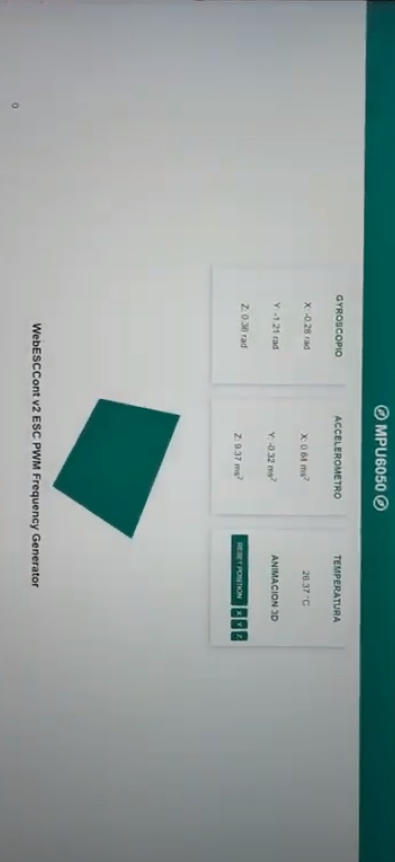 MPU6050
GYROSCOPIO
X: -0.28 rad
Y: -1.21 rad
Z: 0.36 rad
ACCELEROMETRO
X: 0.64 ms²
Y: -0.32 ms²
Z: 9.37 ms²
TEMPERATURA
26.37 °C
ANIMACION 3D
RESET POSITION X Y Z
WebESCCont v2 ESC PWM Frequency Generator
0